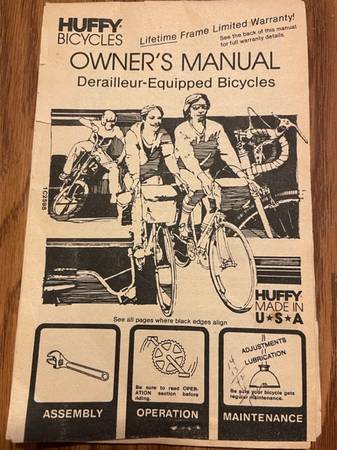 HUFFY®
BICYCLES
Lifetime Frame Limited Warranty!
See the back of this manual
for full warranty details.
OWNER'S MANUAL
Derailleur-Equipped Bicycles
HUFFY®
MADE IN
U★S★A
See all pages where black edges align
ASSEMBLY
Be sure to read OPER-
ATION section before
riding.
OPERATION
ADJUSTMENTS
LUBRICATION
Be sure your bicycle gets
regular maintenance.
MAINTENANCE